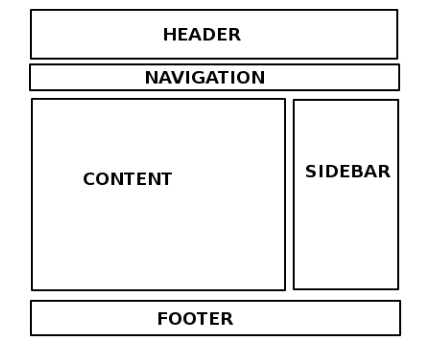 HEADER
NAVIGATION
CONTENT
SIDEBAR
FOOTER